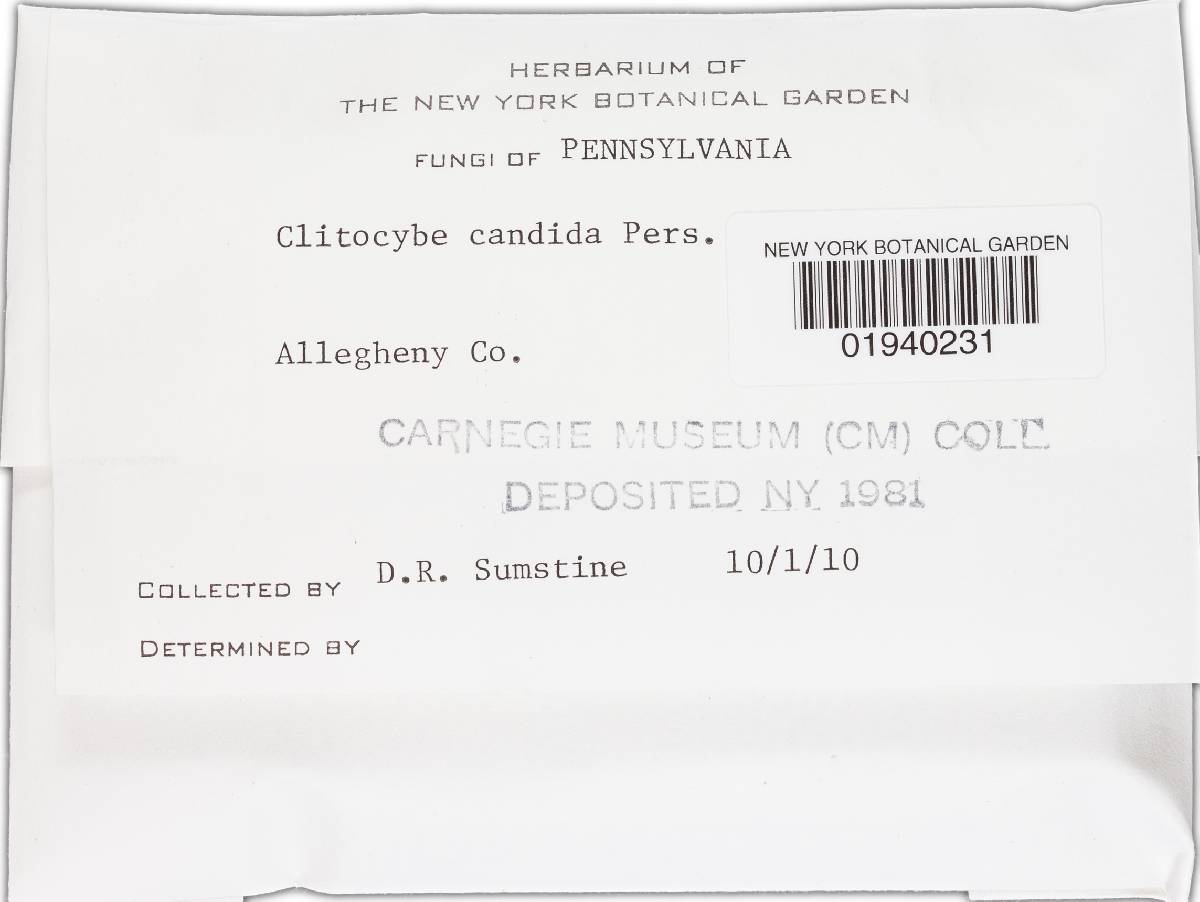 HERBARIUM OF
THE NEW YORK BOTANICAL GARDEN
FUNGI OF PENNSYLVANIA
Clitocybe candida Pers.
NEW YORK BOTANICAL GARDEN
01940231
Allegheny Co.
CARNEGIE MUSEUM (CM) COLL.
DEPOSITED NY 1981
COLLECTED BY D.R. Sumstine 10/1/10
DETERMINED BY